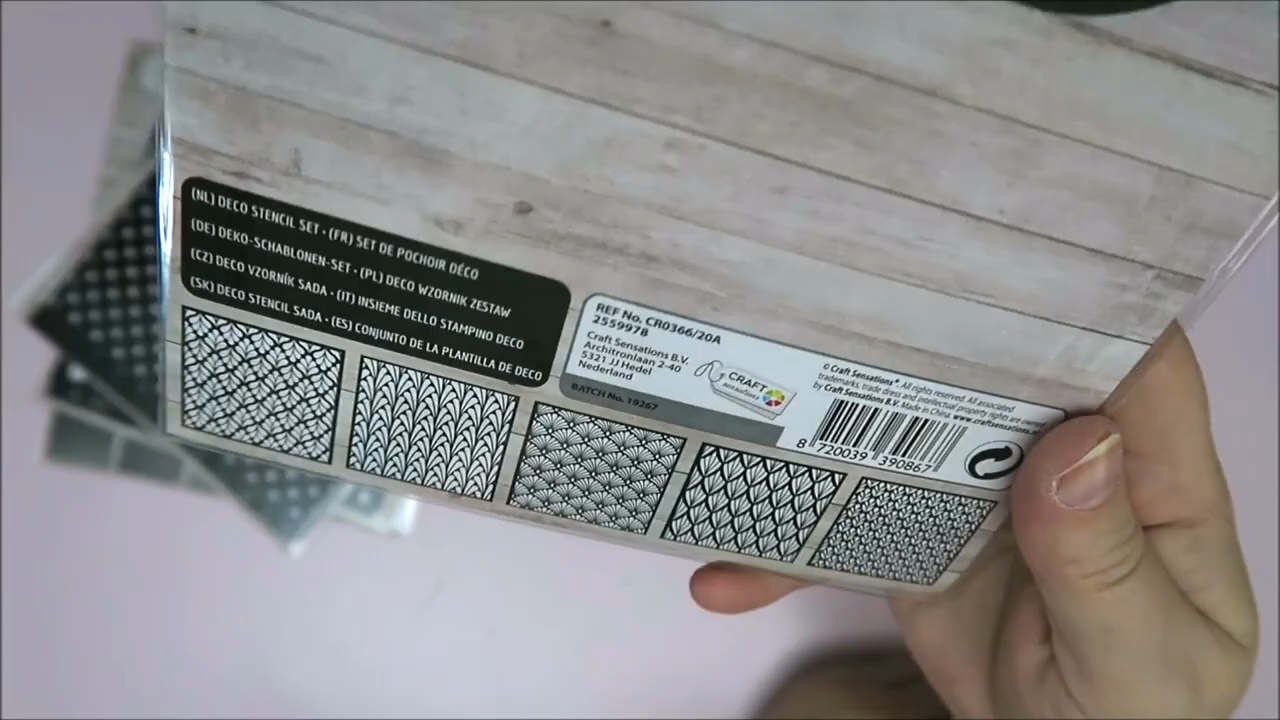 (NL) DECO STENCIL SET • (FR) SET DE POCHOIR DÉCO
(DE) DEKO-SCHABLONEN-SET • (PL) DECO WZORNIK ZESTAW
(CZ) DECO VZORNÍK SADA • (IT) INSIEME DELLO STAMPINO DECO
(SK) DECO STENCIL SADA • (ES) CONJUNTO DE LA PLANTILLA DE DECO
REF No. CR0366/20A
255997B
Craft Sensations B.V.
Architronlaan 2-40
5321 JJ Hedel
Nederland
BATCH No. 19267
CRAFT
sensations
© Craft Sensations®. All rights reserved. All associated
trademarks, trade dress and intellectual property rights are owned
by Craft Sensations B.V. Made in China. www.craftsensations.
8 720039 390867